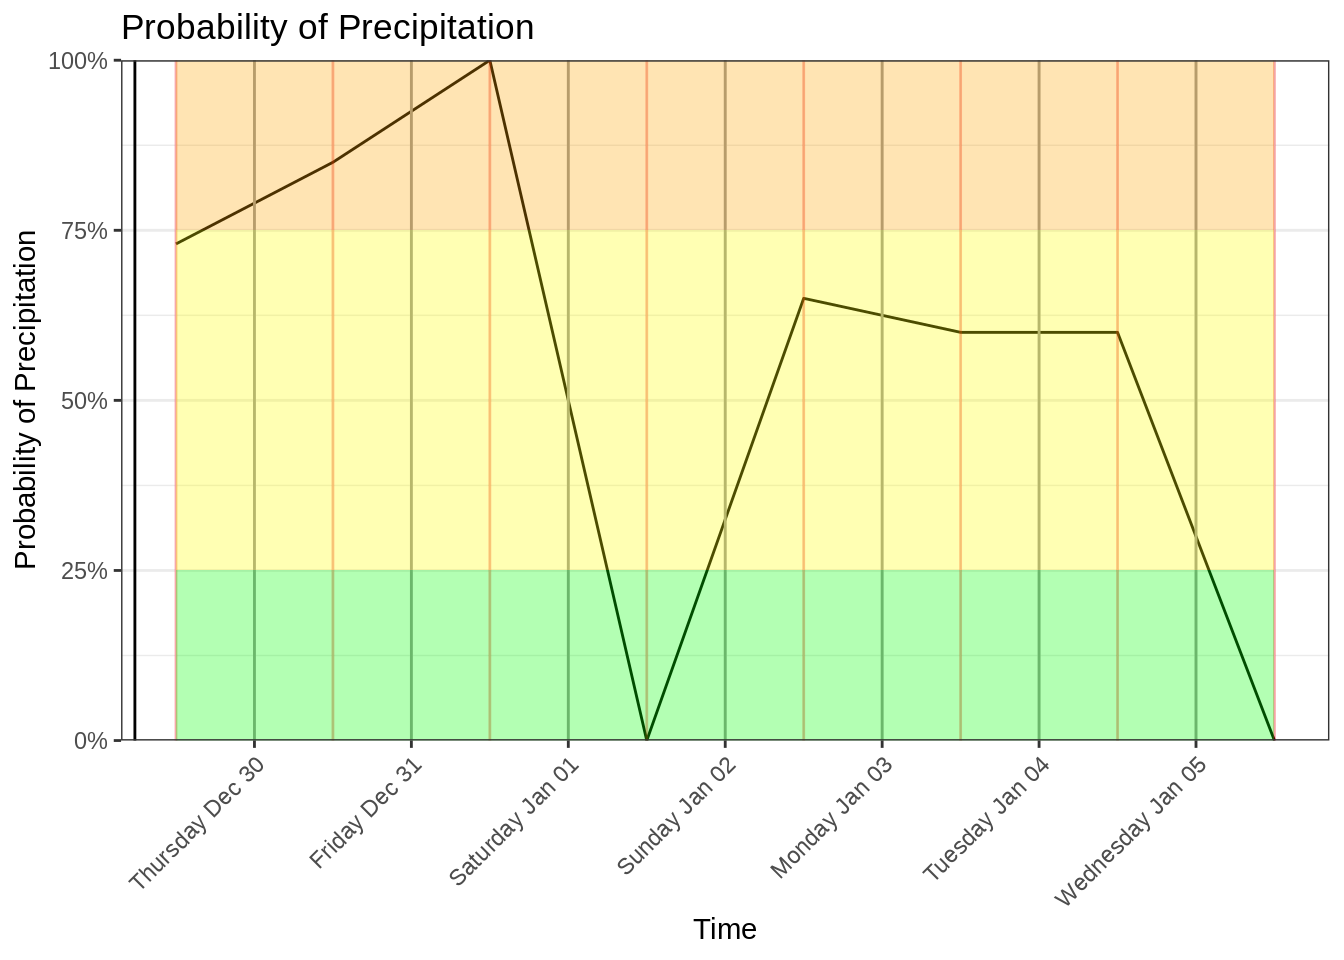 Probability of Precipitation
Probability of Precipitation
100%
75%
50%
25%
0%
Thursday Dec 30
Friday Dec 31
Saturday Jan 01
Sunday Jan 02
Monday Jan 03
Tuesday Jan 04
Wednesday Jan 05
Time